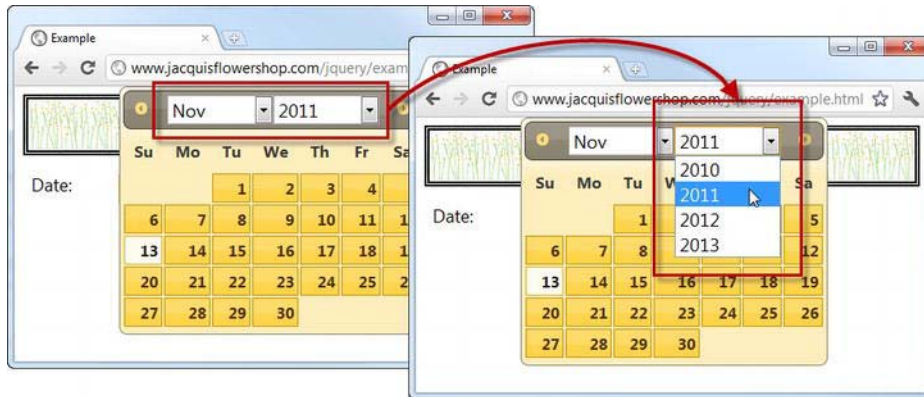 Example
www.jacquisflowershop.com/jquery/exam
Nov 2011
Su Mo Tu We Th Fr Sa
Date:
1 2 3 4
6 7 8 9 10 11 1
13 14 15 16 17 18 1
20 21 22 23 24 25 2
27 28 29 30
Example
www.jacquisflowershop.com/jquery/example.html
Nov 2011
2010
2011
2012
2013
Su Mo Tu W Sa
Date:
1 5
6 7 8 12
13 14 15 16 17 18 19
20 21 22 23 24 25 26
27 28 29 30